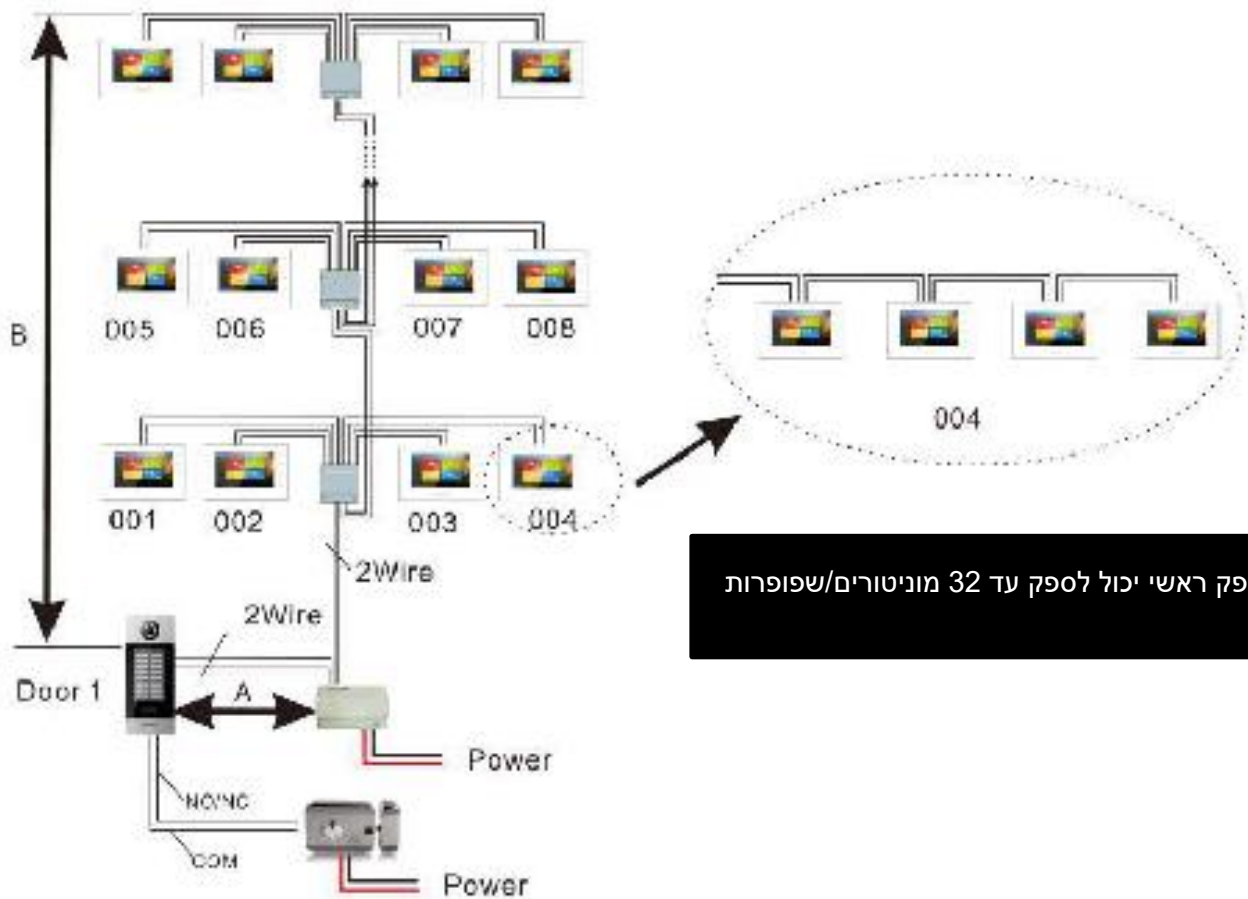 005 006 007 008
B
004
001 002 003 004
2Wire
2Wire
פק ראשי יכול לספק עד 32 מוניטורים/שפופרות
Door 1
A
Power
NO/NC
COM
Power